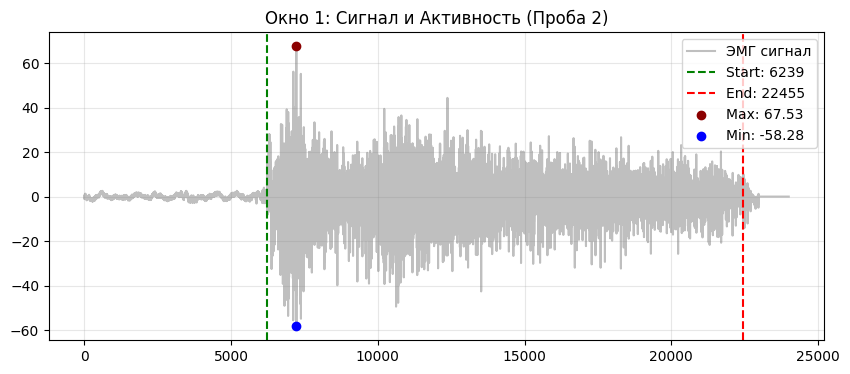 Окно 1: Сигнал и Активность (Проба 2)
60
40
20
0
−20
−40
−60
0
5000
10000
15000
20000
25000
ЭМГ сигнал
Start: 6239
End: 22455
Max: 67.53
Min: -58.28